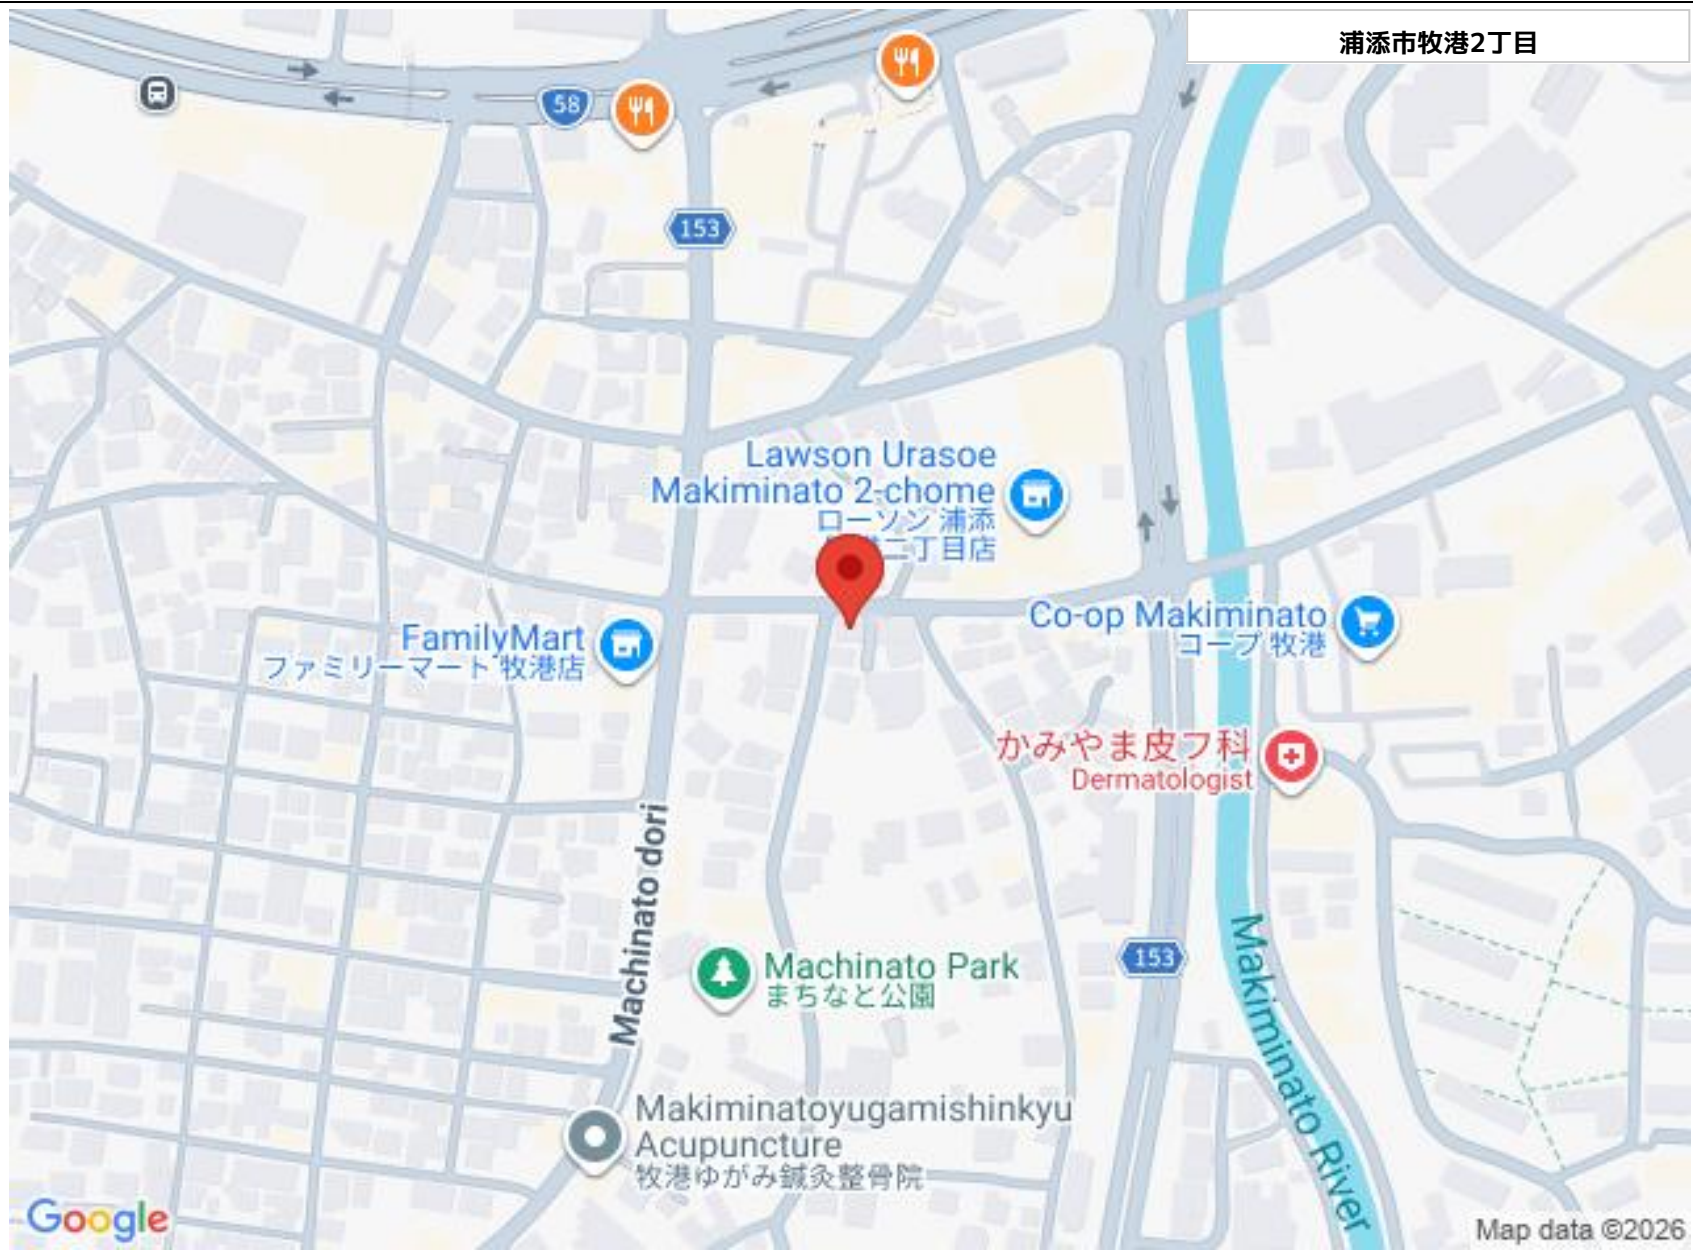 浦添市牧港2丁目
58
153
Lawson Urasoe
Makiminato 2-chome
ローソン 浦添
二丁目店
FamilyMart
ファミリーマート 牧港店
Co-op Makiminato
コープ 牧港
かみやま皮フ科
Dermatologist
Machinato dori
Machinato Park
まちなと公園
153
Makiminato River
Makiminatoyugamishinkyu
Acupuncture
牧港ゆがみ鍼灸整骨院
Google
Map data ©2026